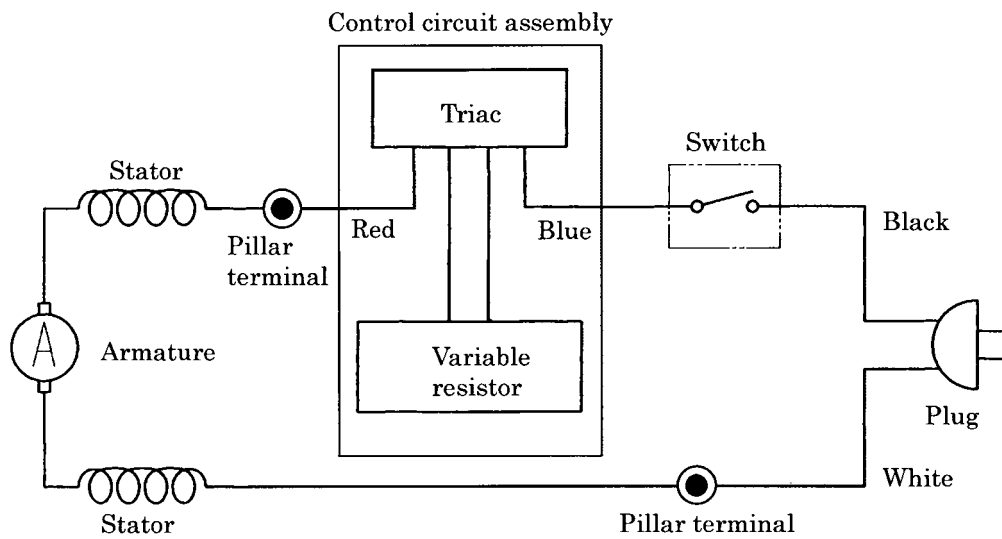 Control circuit assembly
Triac
Switch
Stator
Red
Blue
Black
Pillar
terminal
A
Armature
Variable
resistor
Plug
White
Stator
Pillar terminal